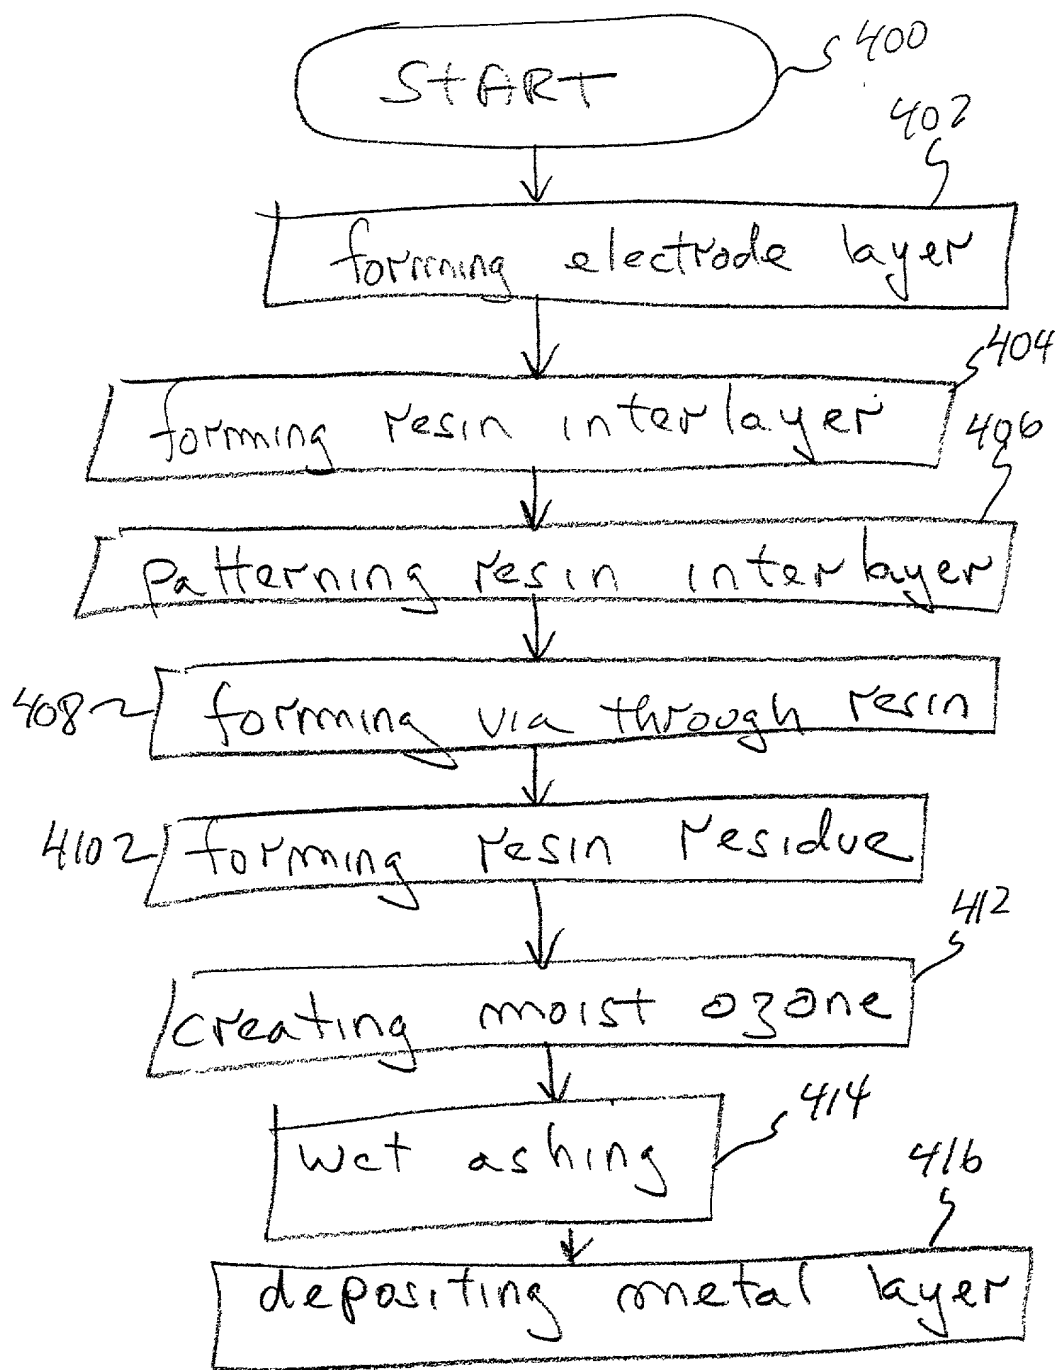 START
400
402
forming electrode layer
404
forming resin interlayer
406
patterning resin interlayer
408
forming via through resin
410
forming resin residue
412
creating moist ozone
414
wet ashing
416
depositing metal layer